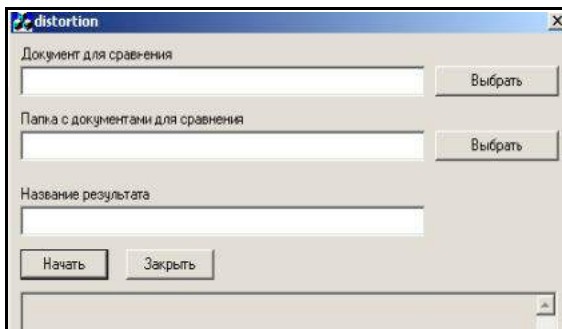 distortion
Документ для сравнения
Выбрать
Папка с документами для сравнения
Выбрать
Название результата
Начать Закрыть